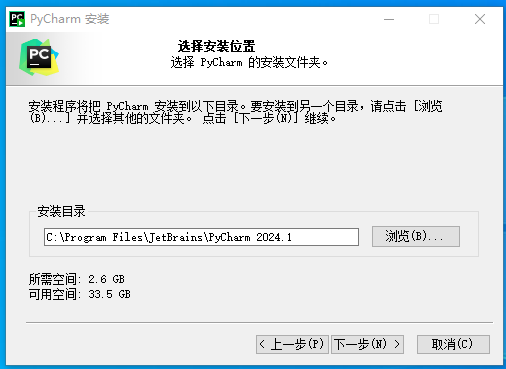 PyCharm 安装
PC
选择安装位置
选择 PyCharm 的安装文件夹。
安装程序将把 PyCharm 安装到以下目录。要安装到另一个目录，请点击 [浏览
(B)...] 并选择其他的文件夹。 点击 [下一步(N)] 继续。
安装目录
C:\Program Files\JetBrains\PyCharm 2024.1
浏览(B)...
所需空间: 2.6 GB
可用空间: 33.5 GB
< 上一步(P)
下一步(N) >
取消(C)